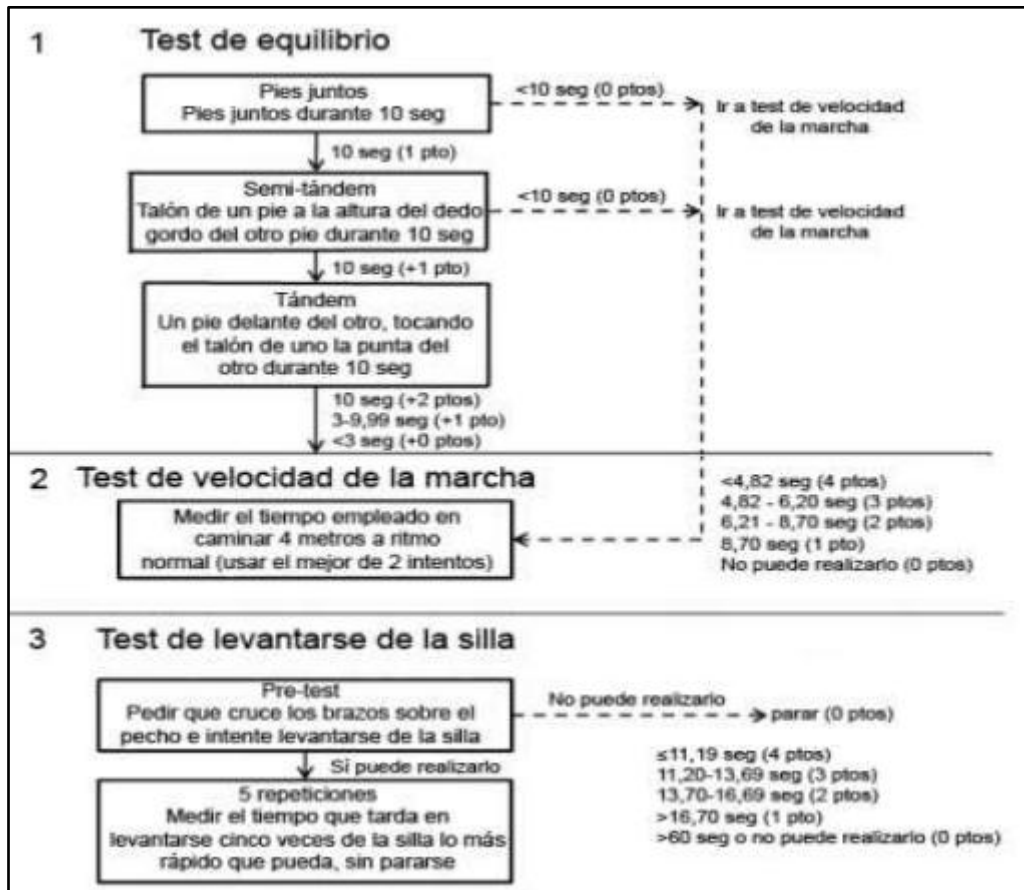 1 Test de equilibrio
Pies juntos
Pies juntos durante 10 seg
<10 seg (0 ptos)
Ir a test de velocidad
de la marcha
10 seg (1 pto)
Semi-tándem
Talón de un pie a la altura del dedo
gordo del otro pie durante 10 seg
<10 seg (0 ptos)
Ir a test de velocidad
de la marcha
10 seg (+1 pto)
Tándem
Un pie delante del otro, tocando
el talón de uno la punta del
otro durante 10 seg
10 seg (+2 ptos)
3-9,99 seg (+1 pto)
<3 seg (+0 ptos)
2 Test de velocidad de la marcha
Medir el tiempo empleado en
caminar 4 metros a ritmo
normal (usar el mejor de 2 intentos)
<4,82 seg (4 ptos)
4,82 - 6,20 seg (3 ptos)
6,21 - 8,70 seg (2 ptos)
8,70 seg (1 pto)
No puede realizarlo (0 ptos)
3 Test de levantarse de la silla
Pre-test
Pedir que cruce los brazos sobre el
pecho e intente levantarse de la silla
No puede realizarlo
parar (0 ptos)
Sí puede realizarlo
5 repeticiones
Medir el tiempo que tarda en
levantarse cinco veces de la silla lo más
rápido que pueda, sin pararse
≤11,19 seg (4 ptos)
11,20-13,69 seg (3 ptos)
13,70-16,69 seg (2 ptos)
>16,70 seg (1 pto)
>60 seg o no puede realizarlo (0 ptos)